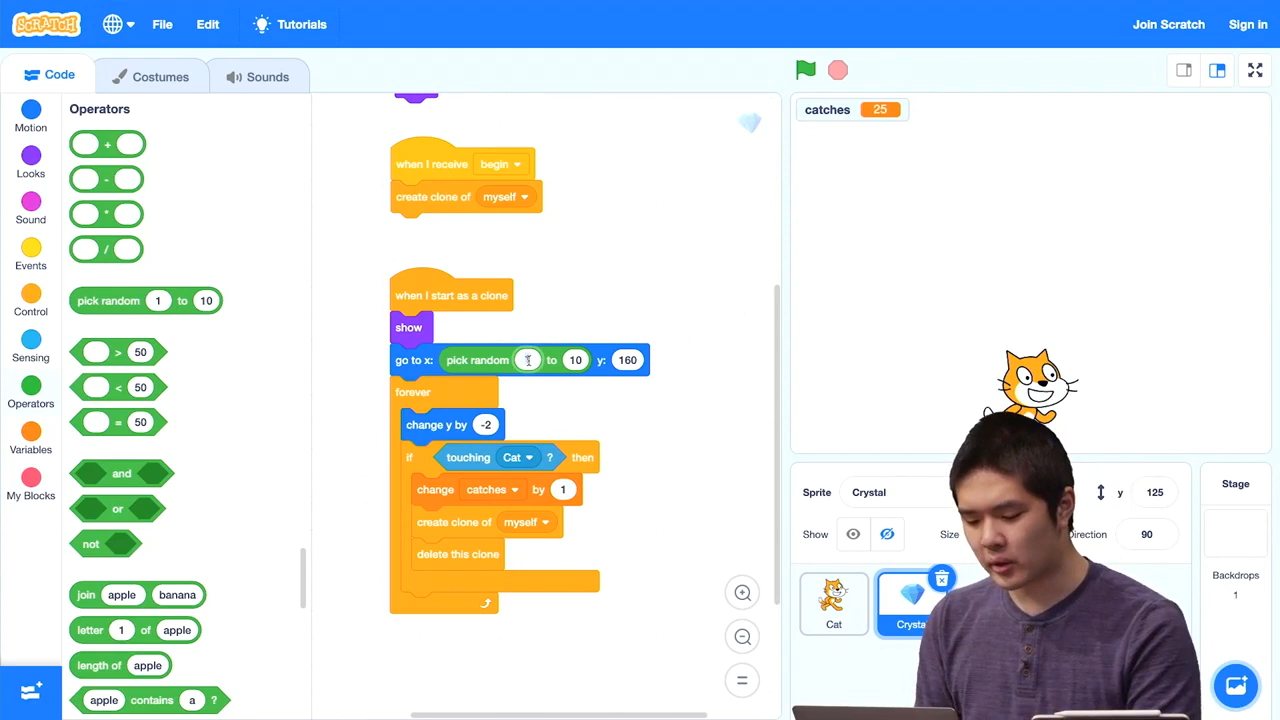 SCRATCH File Edit Tutorials Join Scratch Sign in
Code Costumes Sounds
Motion
Looks
Sound
Events
Control
Sensing
Operators
Variables
My Blocks
Operators
+
-
*
/
pick random 1 to 10
> 50
< 50
= 50
and
or
not
join apple banana
letter 1 of apple
length of apple
apple contains a ?
when I receive begin
create clone of myself
when I start as a clone
show
go to x: pick random to 10 y: 160
forever
change y by -2
if touching Cat ? then
change catches by 1
create clone of myself
delete this clone
=
catches 25
Sprite Crystal y 125
Show Size Direction 90
Cat
Stage
Backdrops
1